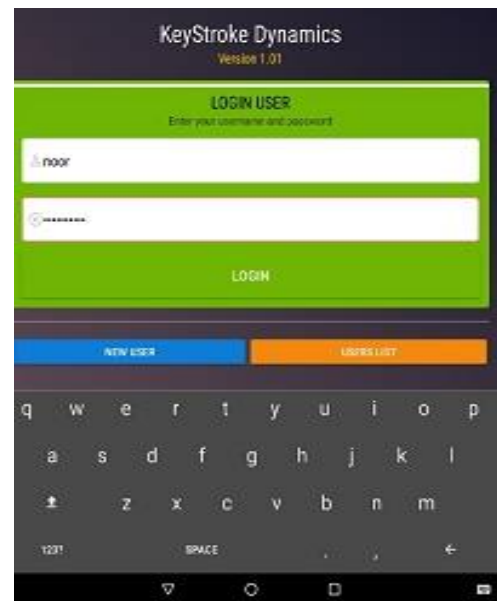 KeyStroke Dynamics
Version 1.01
LOGIN USER
Enter your username and password
noor
•••••••••
LOGIN
NEW USER USERS LIST
q w e r t y u i o p
a s d f g h j k l
z x c v b n m
123? SPACE . ,